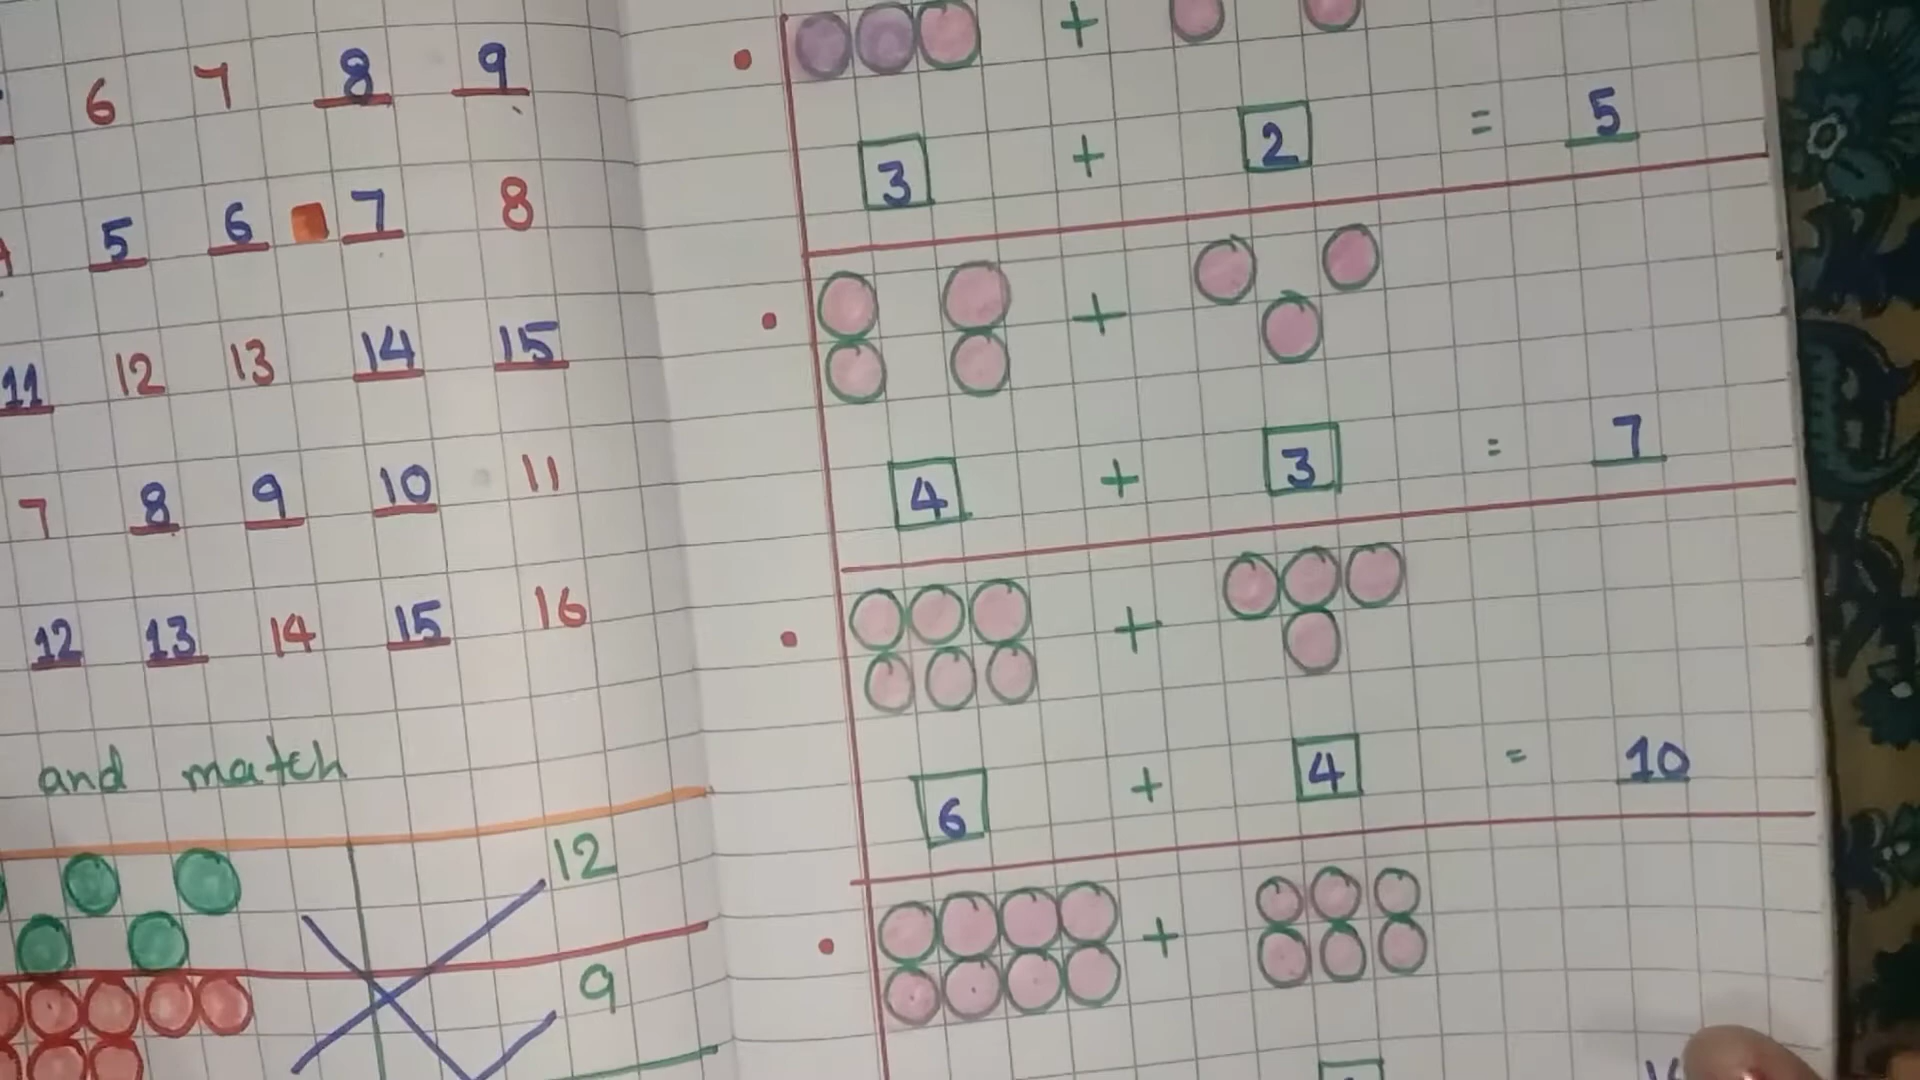 6 7 8 9
5 6 7 8
11 12 13 14 15
7 8 9 10 11
12 13 14 15 16
and match
12
9
+
3 + 2 = 5
+
4 + 3 = 7
+
6 + 4 = 10
+